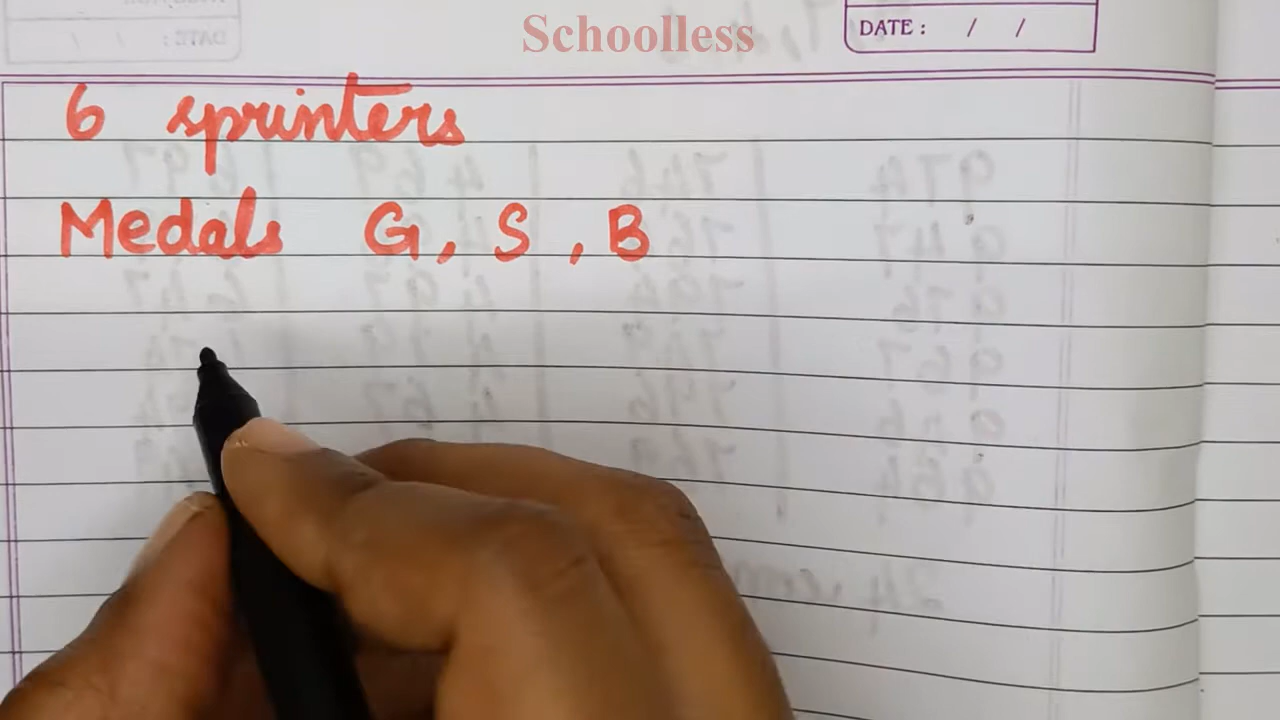 Schoolless
DATE : / /
6 sprinters
Medals G, S, B